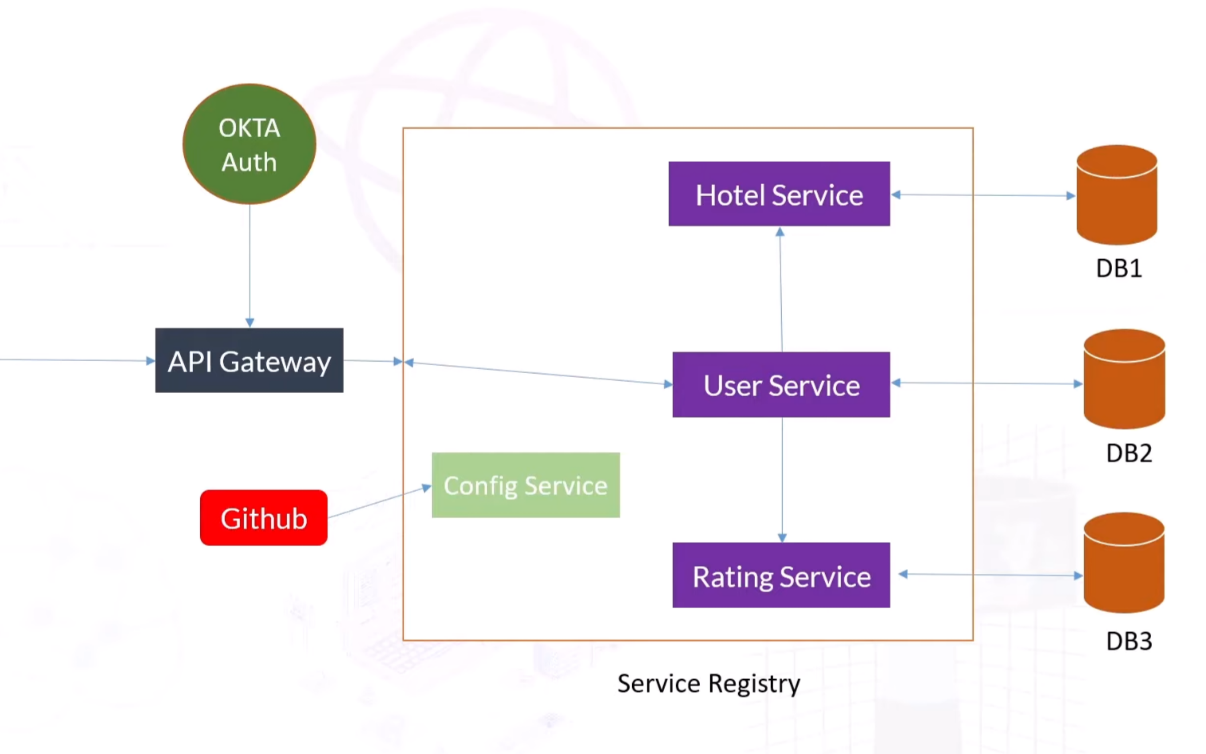 OKTA
Auth
Hotel Service
DB1
API Gateway
User Service
DB2
Config Service
Github
Rating Service
DB3
Service Registry